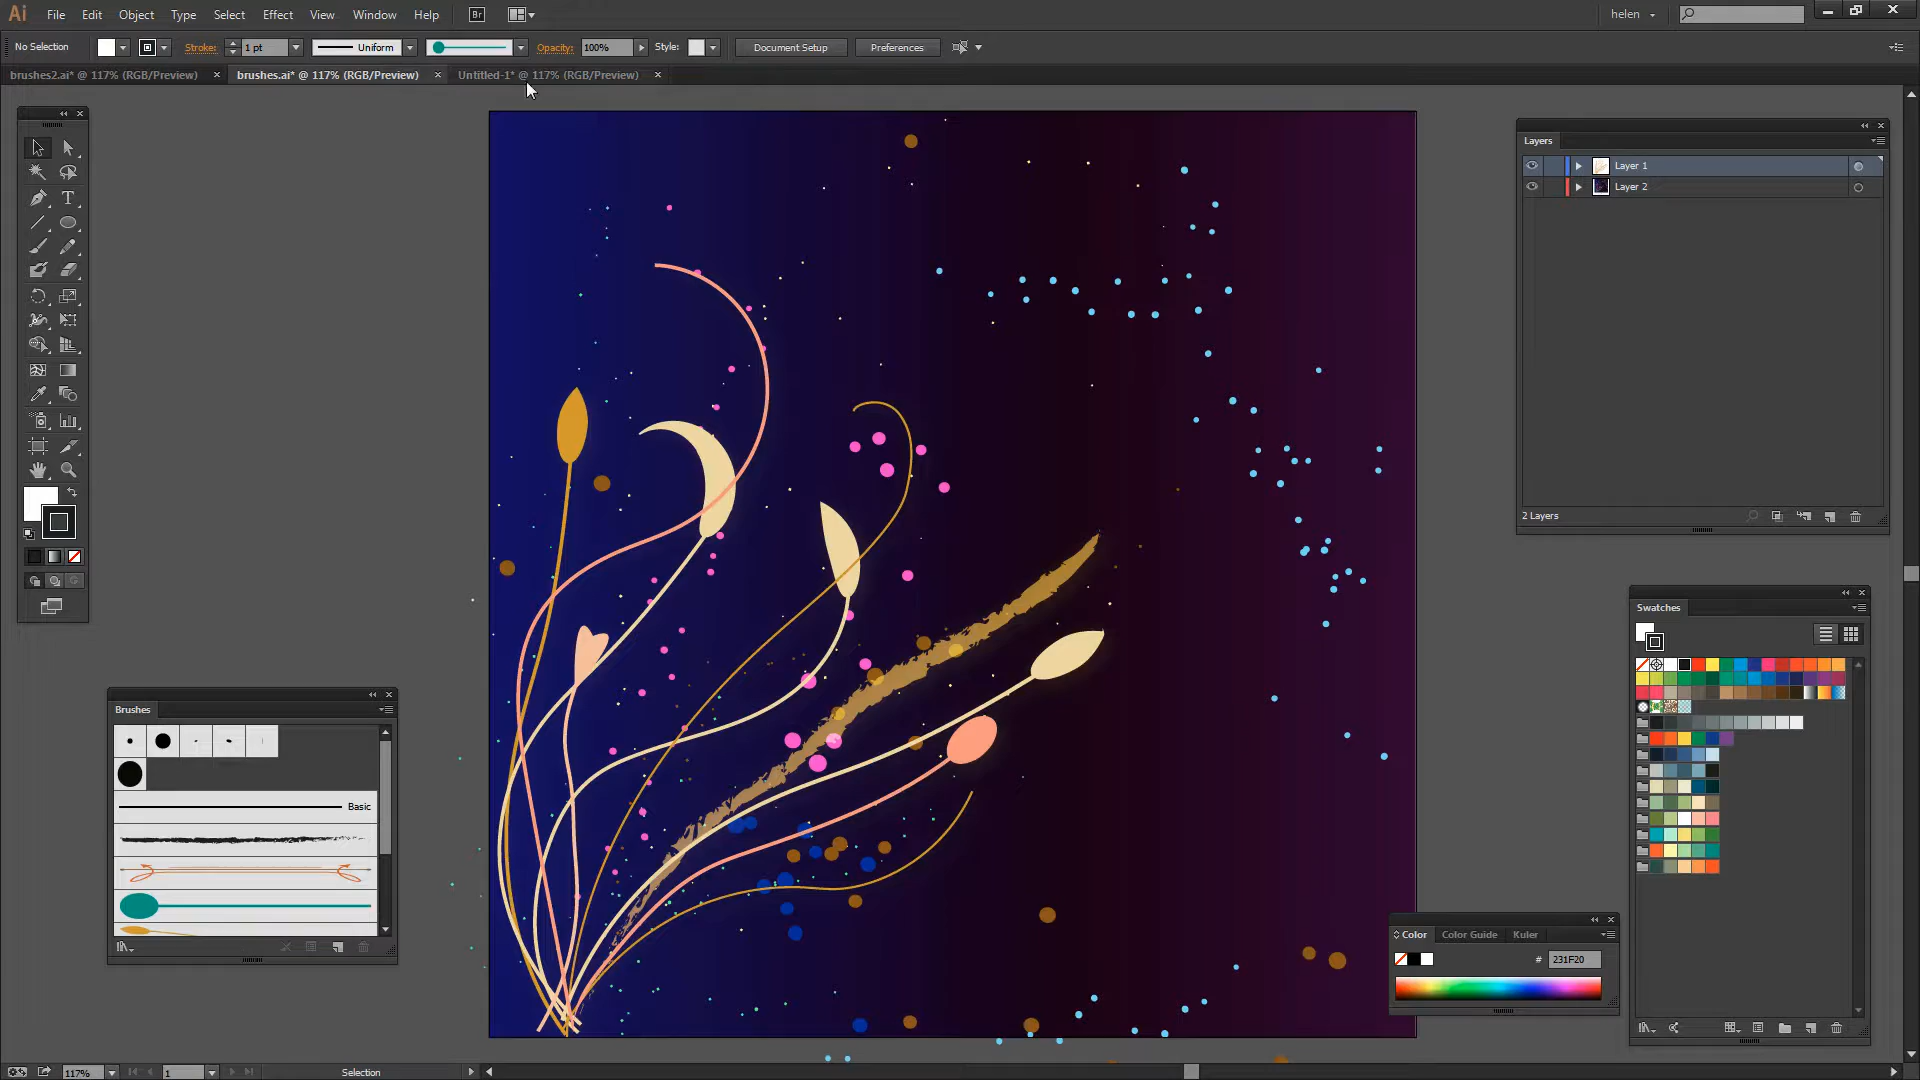 Ai File Edit Object Type Select Effect View Window Help Br helen
No Selection Stroke: 1 pt Uniform Opacity: 100% Style: Document Setup Preferences
brushes2.ai* @ 117% (RGB/Preview) × brushes.ai* @ 117% (RGB/Preview) × Untitled-1* @ 117% (RGB/Preview) ×
Layers
Layer 1
Layer 2
2 Layers
Swatches
Brushes
Basic
Color Color Guide Kuler
# 231F20
117% 1 Selection